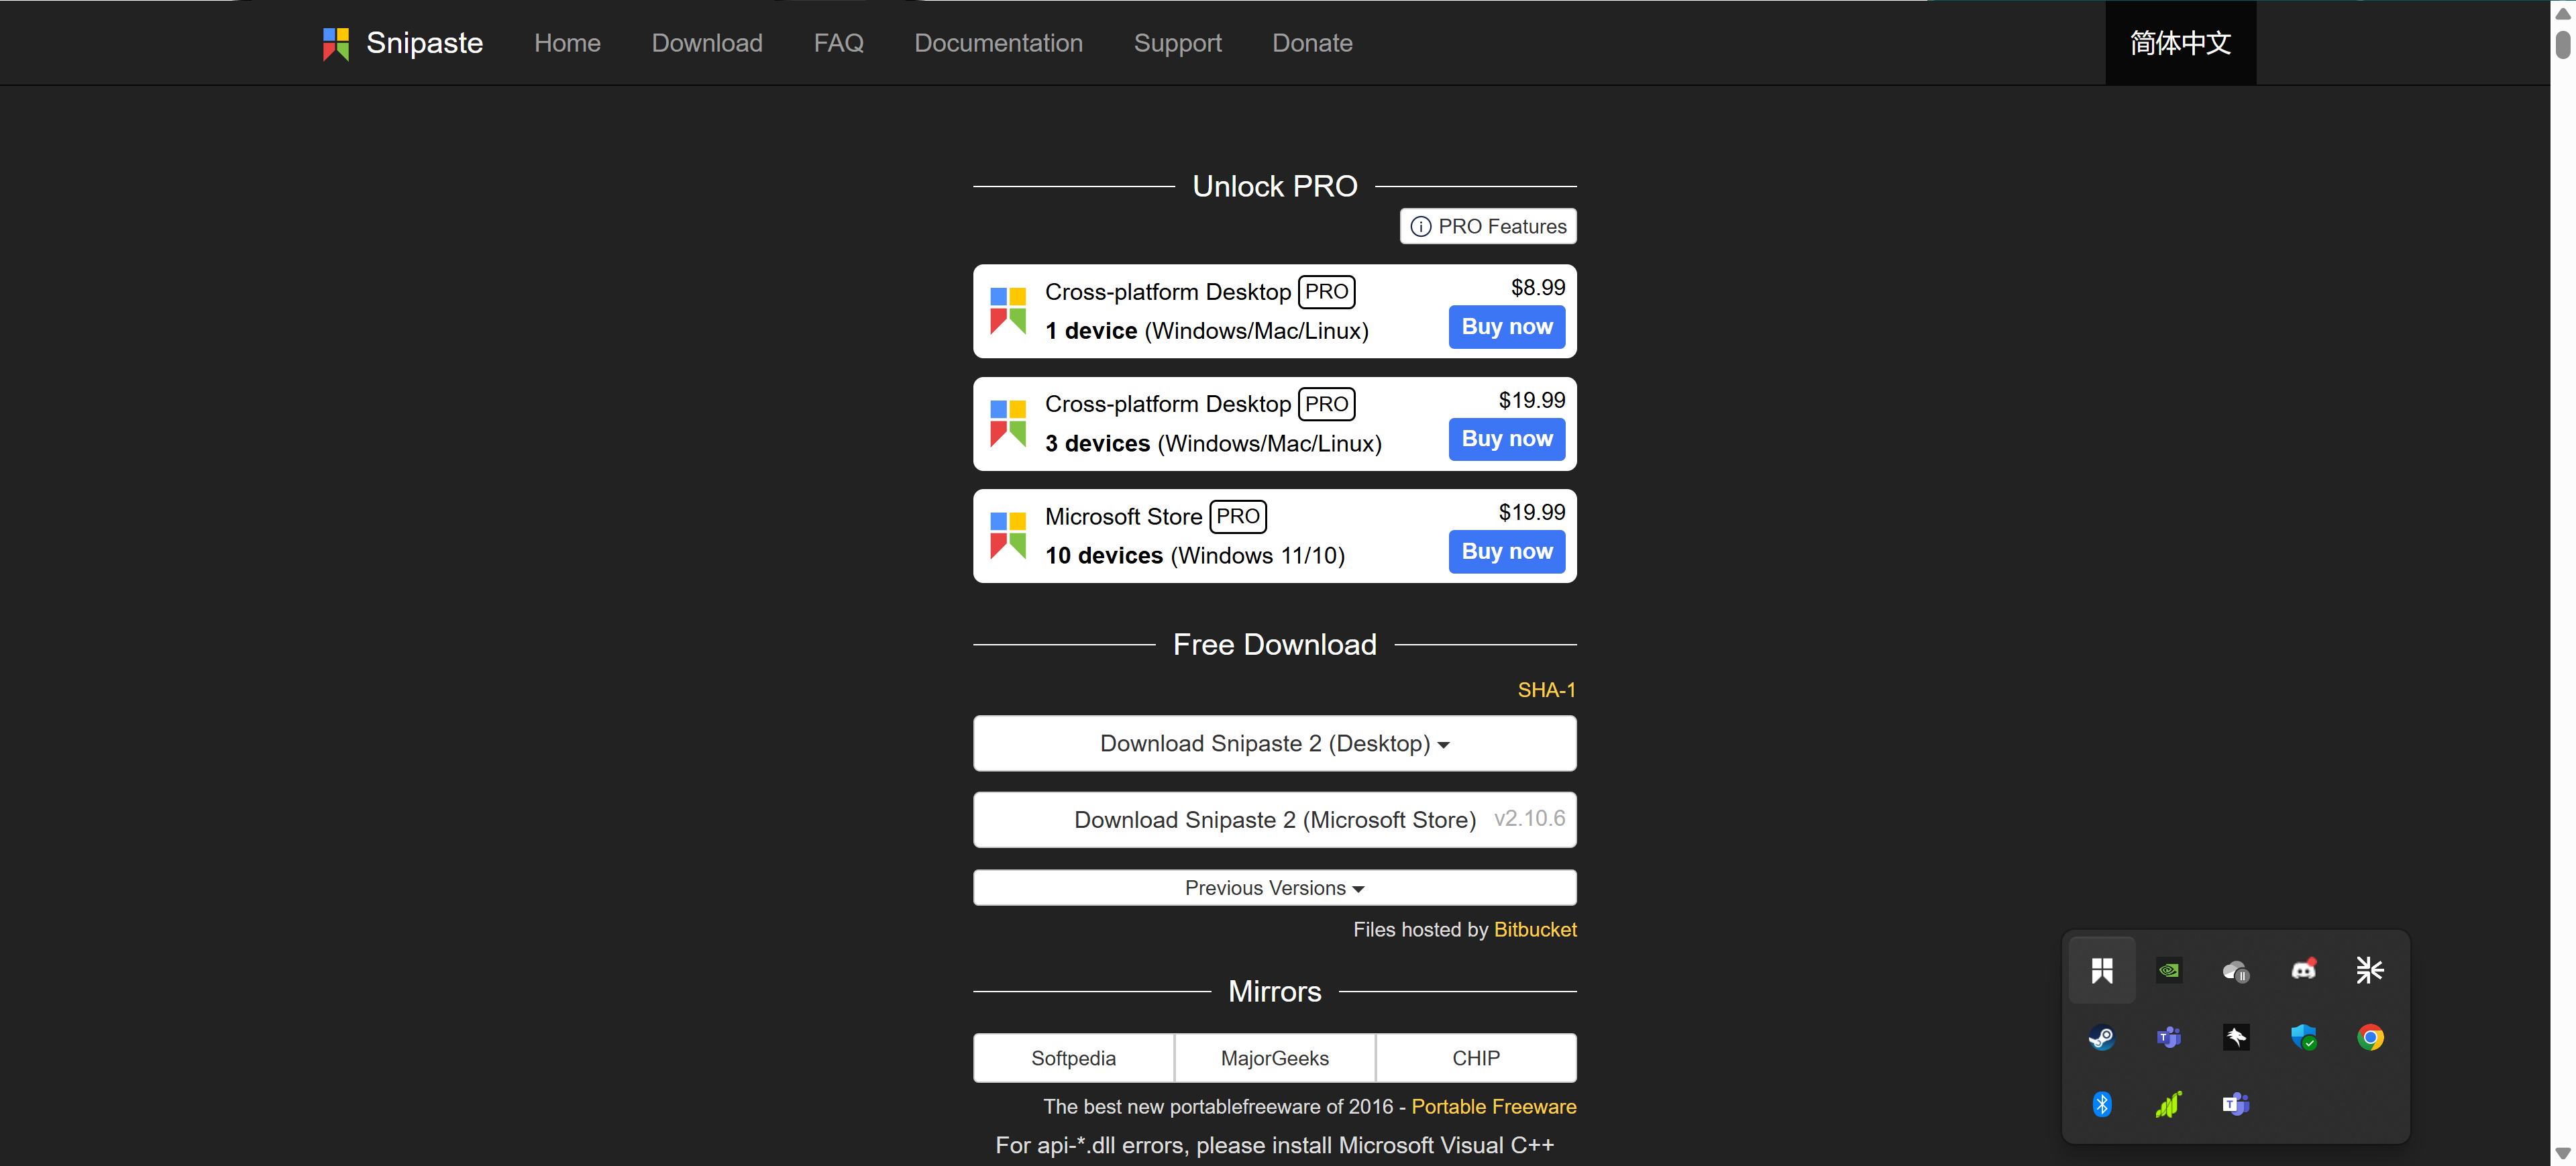 Snipaste Home Download FAQ Documentation Support Donate 简体中文
Unlock PRO
PRO Features
Cross-platform Desktop PRO $8.99
1 device (Windows/Mac/Linux) Buy now
Cross-platform Desktop PRO $19.99
3 devices (Windows/Mac/Linux) Buy now
Microsoft Store PRO $19.99
10 devices (Windows 11/10) Buy now
Free Download
SHA-1
Download Snipaste 2 (Desktop)
Download Snipaste 2 (Microsoft Store) v2.10.6
Previous Versions
Files hosted by Bitbucket
Mirrors
Softpedia MajorGeeks CHIP
The best new portablefreeware of 2016 - Portable Freeware
For api-*.dll errors, please install Microsoft Visual C++